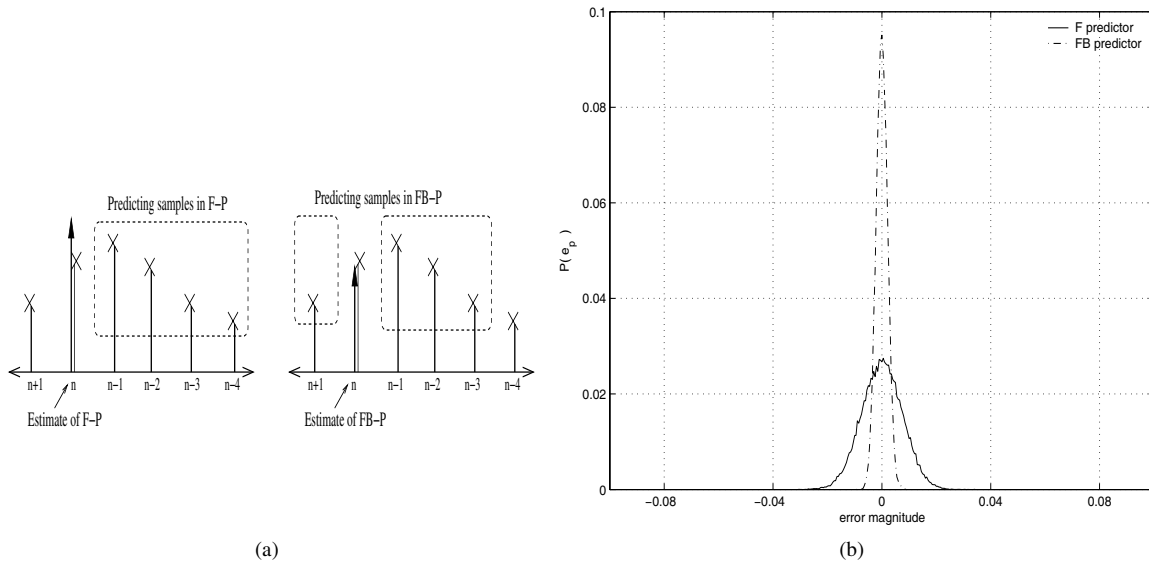 Predicting samples in F-P
n+1 n n-1 n-2 n-3 n-4
Estimate of F-P
Predicting samples in FB-P
n+1 n n-1 n-2 n-3 n-4
Estimate of FB-P
(a)
0.1
0.08
0.06
0.04
0.02
0
P( e_p )
-0.08 -0.04 0 0.04 0.08
error magnitude
F predictor
FB predictor
(b)